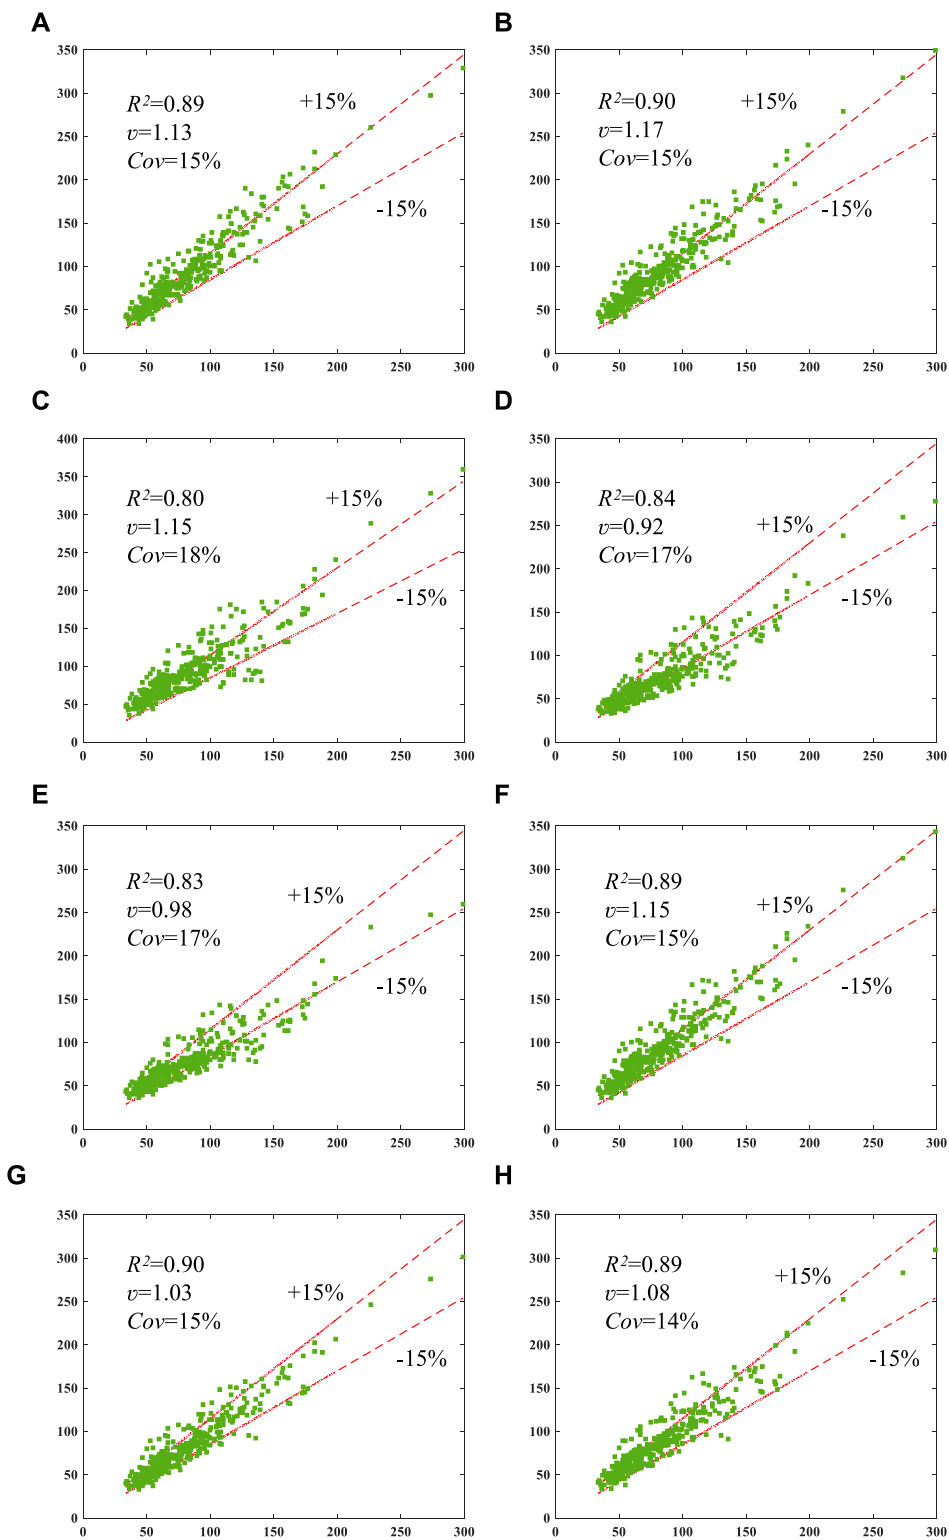 A
350
300
250
200
150
100
50
0
R²=0.89
v=1.13
Cov=15%
+15%
-15%
0 50 100 150 200 250 300
B
350
300
250
200
150
100
50
0
R²=0.90
v=1.17
Cov=15%
+15%
-15%
0 50 100 150 200 250 300
C
400
350
300
250
200
150
100
50
0
R²=0.80
v=1.15
Cov=18%
+15%
-15%
0 50 100 150 200 250 300
D
350
300
250
200
150
100
50
0
R²=0.84
v=0.92
Cov=17%
+15%
-15%
0 50 100 150 200 250 300
E
350
300
250
200
150
100
50
0
R²=0.83
v=0.98
Cov=17%
+15%
-15%
0 50 100 150 200 250 300
F
350
300
250
200
150
100
50
0
R²=0.89
v=1.15
Cov=15%
+15%
-15%
0 50 100 150 200 250 300
G
350
300
250
200
150
100
50
0
R²=0.90
v=1.03
Cov=15%
+15%
-15%
0 50 100 150 200 250 300
H
350
300
250
200
150
100
50
0
R²=0.89
v=1.08
Cov=14%
+15%
-15%
0 50 100 150 200 250 300